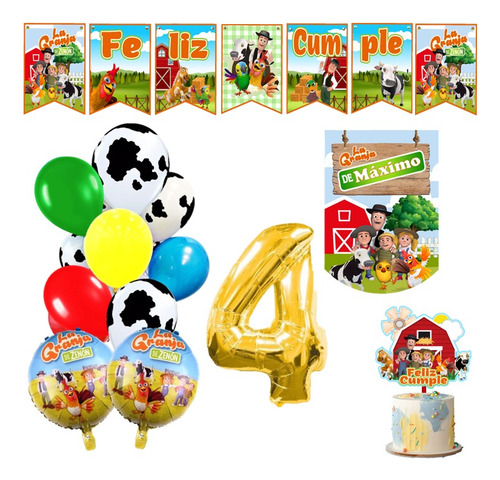 La
Granja
DE ZENÓN
Fe
liz
Cum
ple
La
Granja
DE ZENÓN
La
Granja
DE Máximo
4
La
Granja
DE ZENÓN
La
Granja
DE ZENÓN
Feliz
Cumple